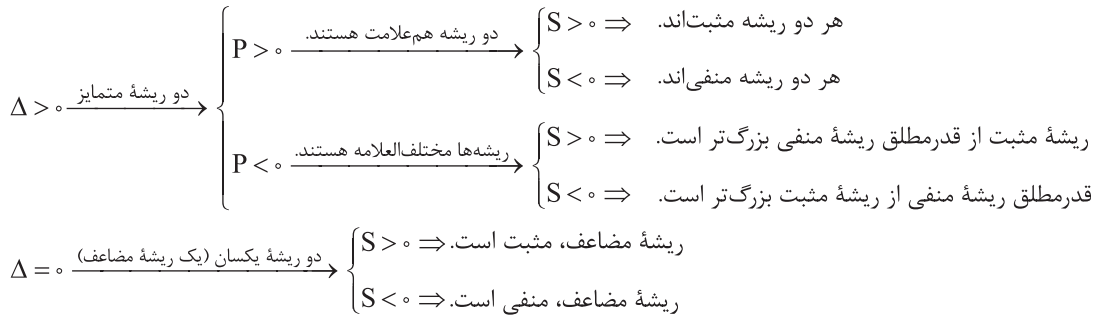 Δ > ۰ دو ریشهٔ متمایز
P > ۰ دو ریشه هم‌علامت هستند.
S > ۰ ⇒ هر دو ریشه مثبت‌اند.
S < ۰ ⇒ هر دو ریشه منفی‌اند.
P < ۰ ریشه‌ها مختلف‌العلامه هستند.
S > ۰ ⇒ ریشهٔ مثبت از قدرمطلق ریشهٔ منفی بزرگ‌تر است.
S < ۰ ⇒ قدرمطلق ریشهٔ منفی از ریشهٔ مثبت بزرگ‌تر است.
Δ = ۰ دو ریشهٔ یکسان (یک ریشهٔ مضاعف)
S > ۰ ⇒ ریشهٔ مضاعف، مثبت است.
S < ۰ ⇒ ریشهٔ مضاعف، منفی است.